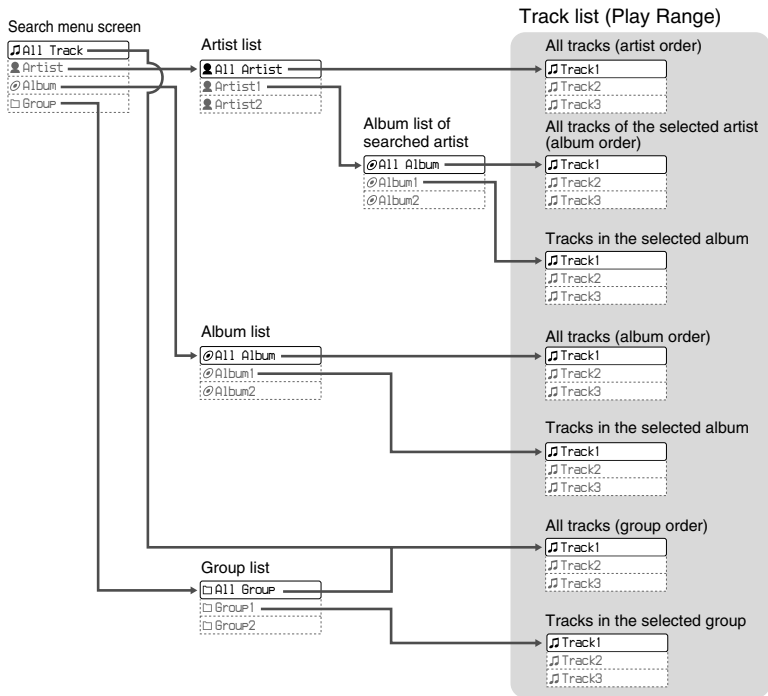 Track list (Play Range)
Search menu screen
All Track
Artist
Album
Group
Artist list
All Artist
Artist1
Artist2
Album list of
searched artist
All Album
Album1
Album2
Album list
All Album
Album1
Album2
Group list
All Group
Group1
Group2
All tracks (artist order)
Track1
Track2
Track3
All tracks of the selected artist
(album order)
Track1
Track2
Track3
Tracks in the selected album
Track1
Track2
Track3
All tracks (album order)
Track1
Track2
Track3
Tracks in the selected album
Track1
Track2
Track3
All tracks (group order)
Track1
Track2
Track3
Tracks in the selected group
Track1
Track2
Track3